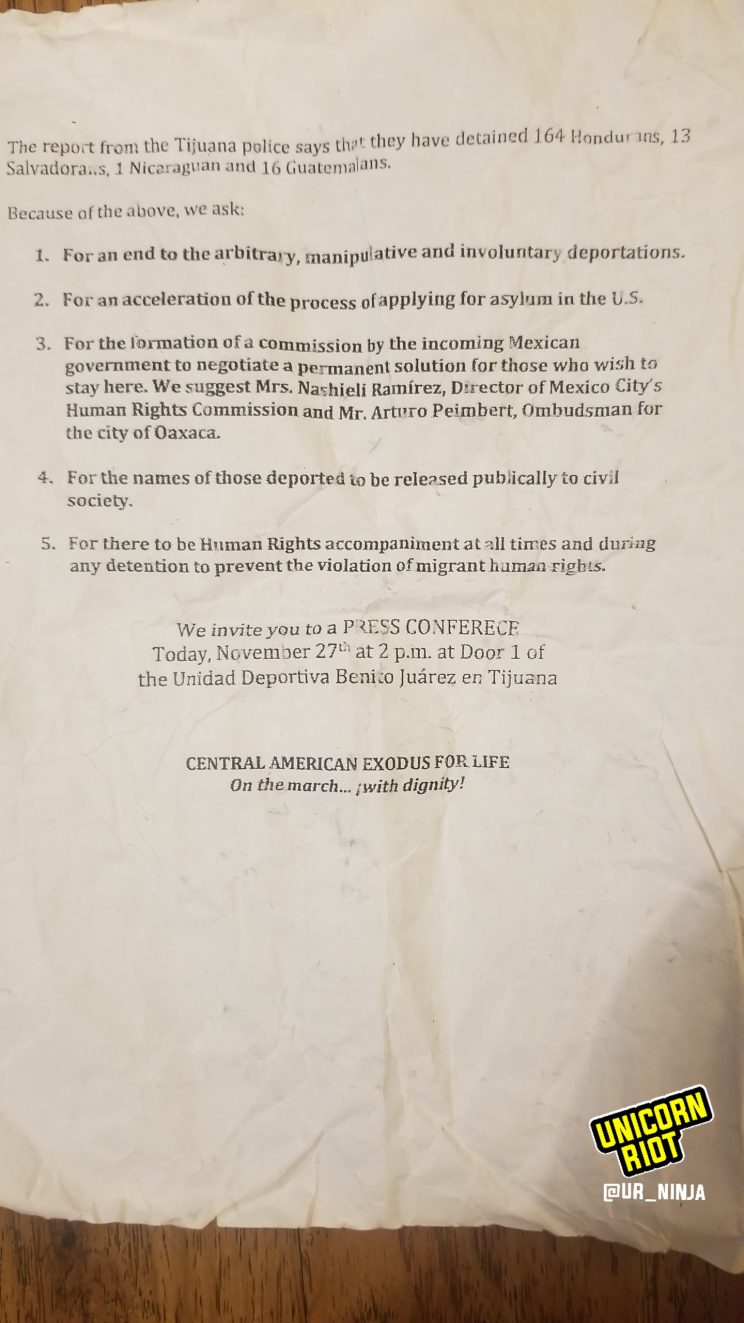 The report from the Tijuana police says that they have detained 164 Hondurans, 13
Salvadorans, 1 Nicaraguan and 16 Guatemalans.
Because of the above, we ask:
1. For an end to the arbitrary, manipulative and involuntary deportations.
2. For an acceleration of the process of applying for asylum in the U.S.
3. For the formation of a commission by the incoming Mexican
government to negotiate a permanent solution for those who wish to
stay here. We suggest Mrs. Nashieli Ramírez, Director of Mexico City's
Human Rights Commission and Mr. Arturo Peimbert, Ombudsman for
the city of Oaxaca.
4. For the names of those deported to be released publically to civil
society.
5. For there to be Human Rights accompaniment at all times and during
any detention to prevent the violation of migrant human rights.
We invite you to a PRESS CONFERECE
Today, November 27th at 2 p.m. at Door 1 of
the Unidad Deportiva Benito Juárez en Tijuana
CENTRAL AMERICAN EXODUS FOR LIFE
On the march... ¡with dignity!
UNICORN
RIOT
@UR_NINJA